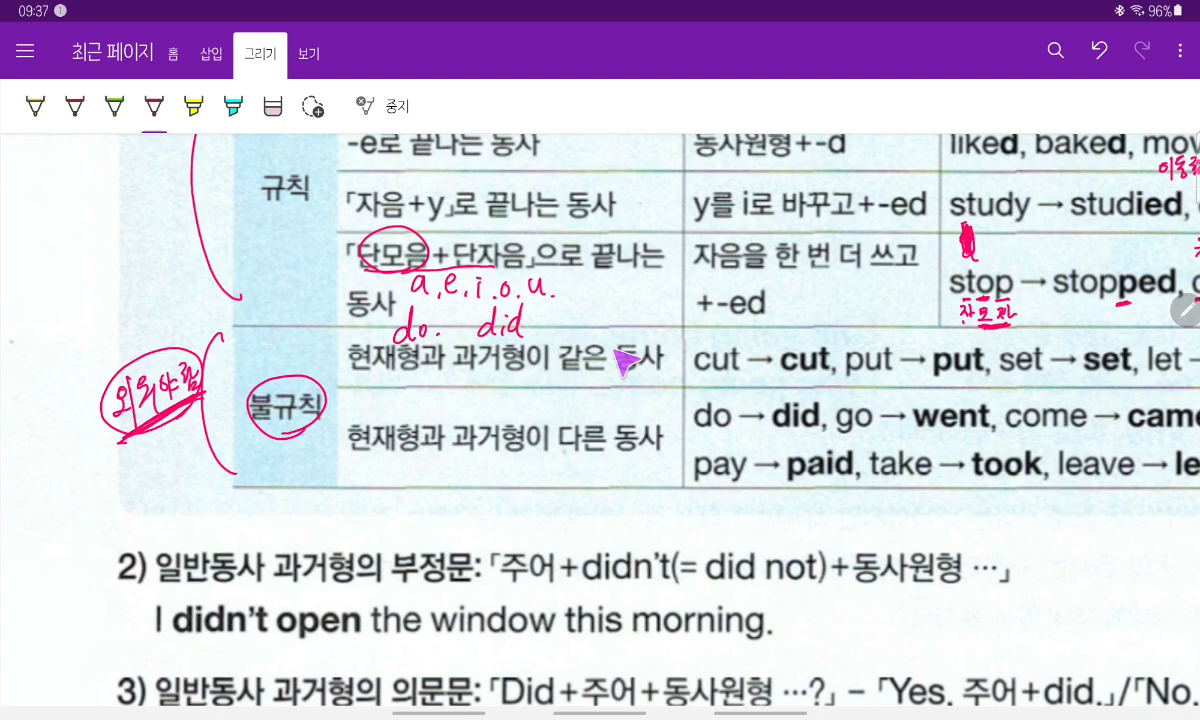 09:37
96%
최근 페이지 홈 삽입 그리기 보기
중지
-e로 끝나는 동사 동사원형+-d liked, baked, mov
이동
규칙
「자음+y」로 끝나는 동사 y를 i로 바꾸고+-ed study → studied,
「단모음+단자음」으로 끝나는 동사 자음을 한 번 더 쓰고 +-ed stop → stopped,
a, e, i, o, u.
자 모 자
do. did
외워야 함
불규칙
현재형과 과거형이 같은 동사 cut → cut, put → put, set → set, let →
현재형과 과거형이 다른 동사 do → did, go → went, come → came
pay → paid, take → took, leave → le
2) 일반동사 과거형의 부정문: 「주어+didn't(= did not)+동사원형 …」
I didn't open the window this morning.
3) 일반동사 과거형의 의문문: 「Did+주어+동사원형 …?」 – 「Yes, 주어+did.」/「No,